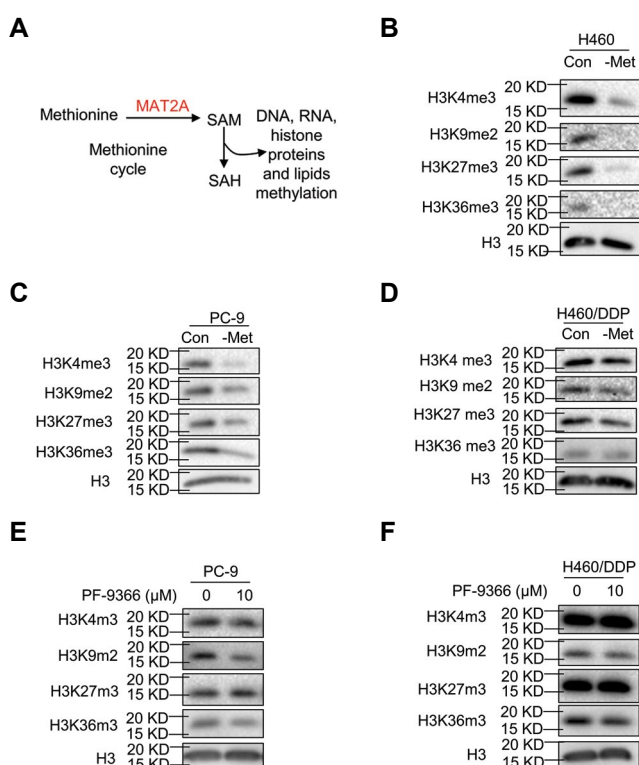 A
Methionine
MAT2A
SAM
Methionine
cycle
SAH
DNA, RNA,
histone
proteins
and lipids
methylation
B
H460
Con -Met
H3K4me3 20 KD
15 KD
H3K9me2 20 KD
15 KD
H3K27me3 20 KD
15 KD
H3K36me3 20 KD
15 KD
H3 20 KD
15 KD
C
PC-9
Con -Met
H3K4me3 20 KD
15 KD
H3K9me2 20 KD
15 KD
H3K27me3 20 KD
15 KD
H3K36me3 20 KD
15 KD
H3 20 KD
15 KD
D
H460/DDP
Con -Met
H3K4 me3 20 KD
15 KD
H3K9 me2 20 KD
15 KD
H3K27 me3 20 KD
15 KD
H3K36 me3 20 KD
15 KD
H3 20 KD
15 KD
E
PC-9
PF-9366 (μM) 0 10
H3K4m3 20 KD
15 KD
H3K9m2 20 KD
15 KD
H3K27m3 20 KD
15 KD
H3K36m3 20 KD
15 KD
H3 20 KD
15 KD
F
H460/DDP
PF-9366 (μM) 0 10
H3K4m3 20 KD
15 KD
H3K9m2 20 KD
15 KD
H3K27m3 20 KD
15 KD
H3K36m3 20 KD
15 KD
H3 20 KD
15 KD